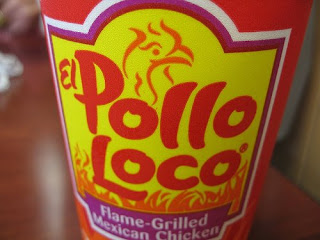 El Pollo
Loco®
Flame-Grilled
Mexican Chicken